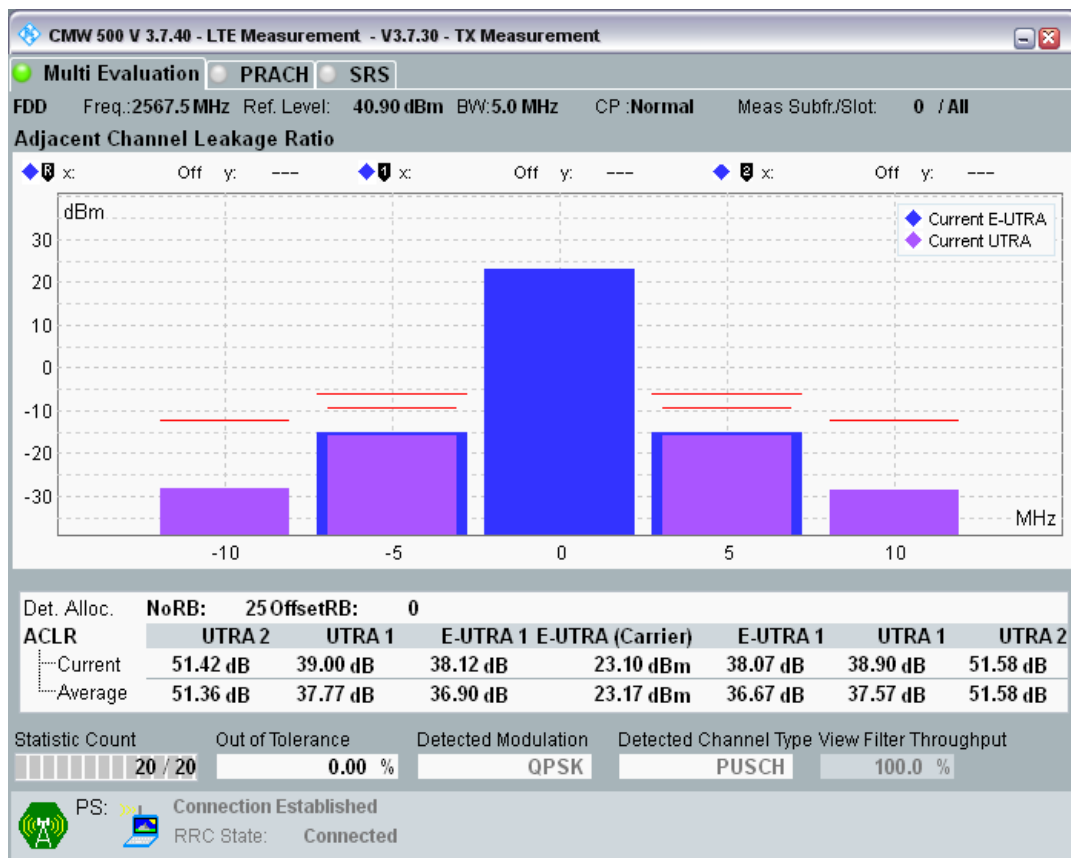 CMW 500 V 3.7.40 - LTE Measurement - V3.7.30 - TX Measurement
Multi Evaluation PRACH SRS
FDD Freq.:2567.5 MHz Ref. Level: 40.90 dBm BW:5.0 MHz CP :Normal Meas Subfr./Slot: 0 / All
Adjacent Channel Leakage Ratio
R x: Off y: --- 1 x: Off y: --- 2 x: Off y: ---
dBm
Current E-UTRA
Current UTRA
30
20
10
0
-10
-20
-30
MHz
-10 -5 0 5 10
Det. Alloc. NoRB: 25 OffsetRB: 0
ACLR UTRA 2 UTRA 1 E-UTRA 1 E-UTRA (Carrier) E-UTRA 1 UTRA 1 UTRA 2
Current 51.42 dB 39.00 dB 38.12 dB 23.10 dBm 38.07 dB 38.90 dB 51.58 dB
Average 51.36 dB 37.77 dB 36.90 dB 23.17 dBm 36.67 dB 37.57 dB 51.58 dB
Statistic Count Out of Tolerance Detected Modulation Detected Channel Type View Filter Throughput
20 / 20 0.00 % QPSK PUSCH 100.0 %
PS: Connection Established
RRC State: Connected